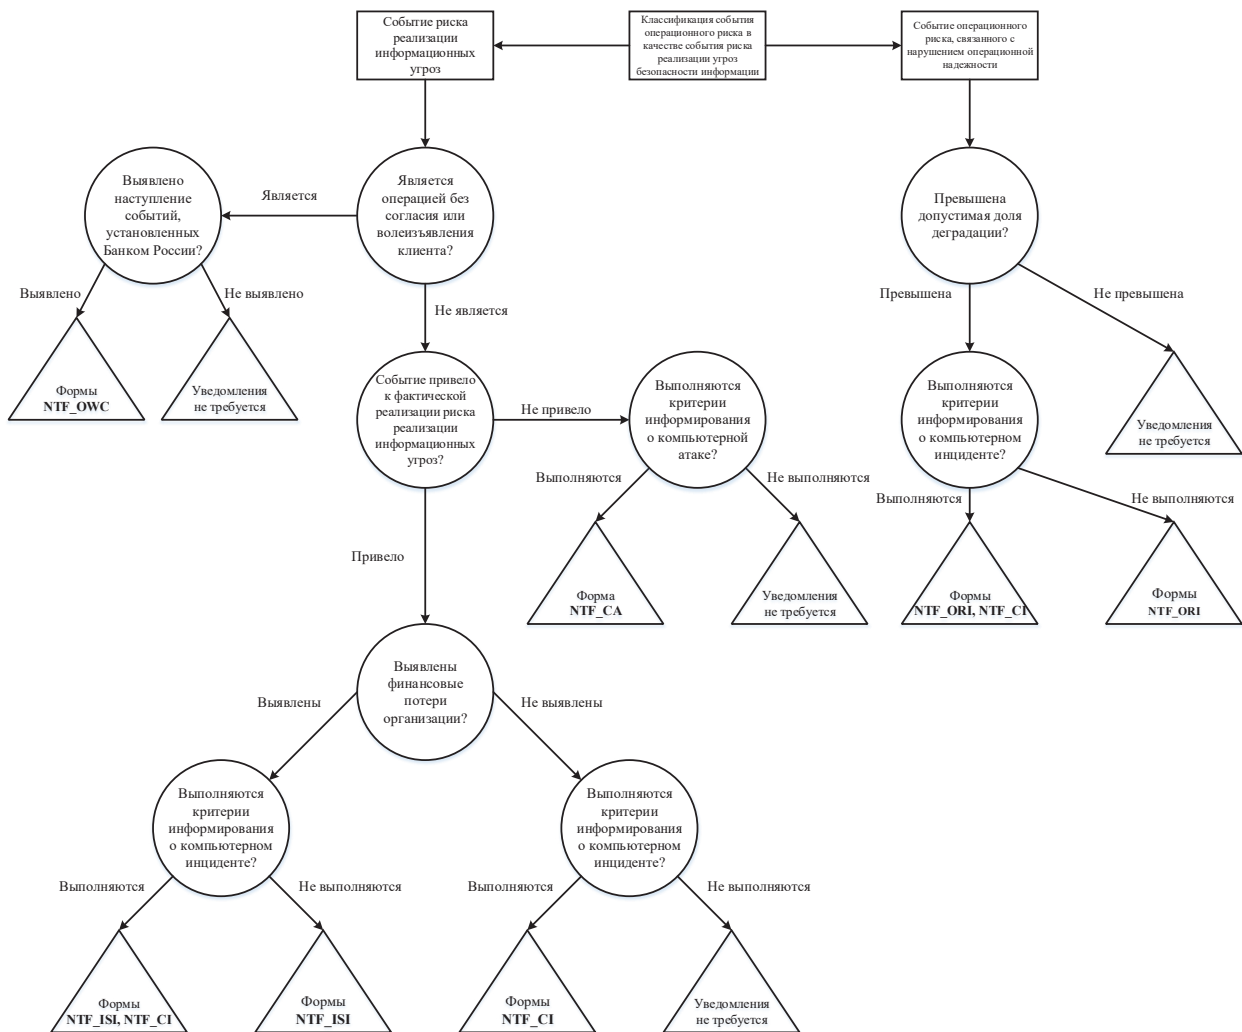 Событие риска
реализации
информационных
угроз
Классификация события
операционного риска в
качестве события риска
реализации угроз
безопасности информации
Событие операционного
риска, связанного с
нарушением операционной
надежности
Выявлено
наступление
событий,
установленных
Банком России?
Является
Является
операцией без
согласия или
волеизъявления
клиента?
Превышена
допустимая доля
деградации?
Выявлено
Не выявлено
Не является
Превышена
Не превышена
Формы
NTF_OWC
Уведомления
не требуется
Событие привело
к фактической
реализации риска
реализации
информационных
угроз?
Не привело
Выполняются
критерии
информирования
о компьютерной
атаке?
Выполняются
критерии
информирования
о компьютерном
инциденте?
Уведомления
не требуется
Выполняются
Не выполняются
Выполняются
Не выполняются
Привело
Форма
NTF_CA
Уведомления
не требуется
Формы
NTF_ORI, NTF_CI
Формы
NTF_ORI
Выявлены
финансовые
потери
организации?
Выявлены
Не выявлены
Выполняются
критерии
информирования
о компьютерном
инциденте?
Выполняются
критерии
информирования
о компьютерном
инциденте?
Выполняются
Не выполняются
Выполняются
Не выполняются
Формы
NTF_ISI, NTF_CI
Формы
NTF_ISI
Формы
NTF_CI
Уведомления
не требуется